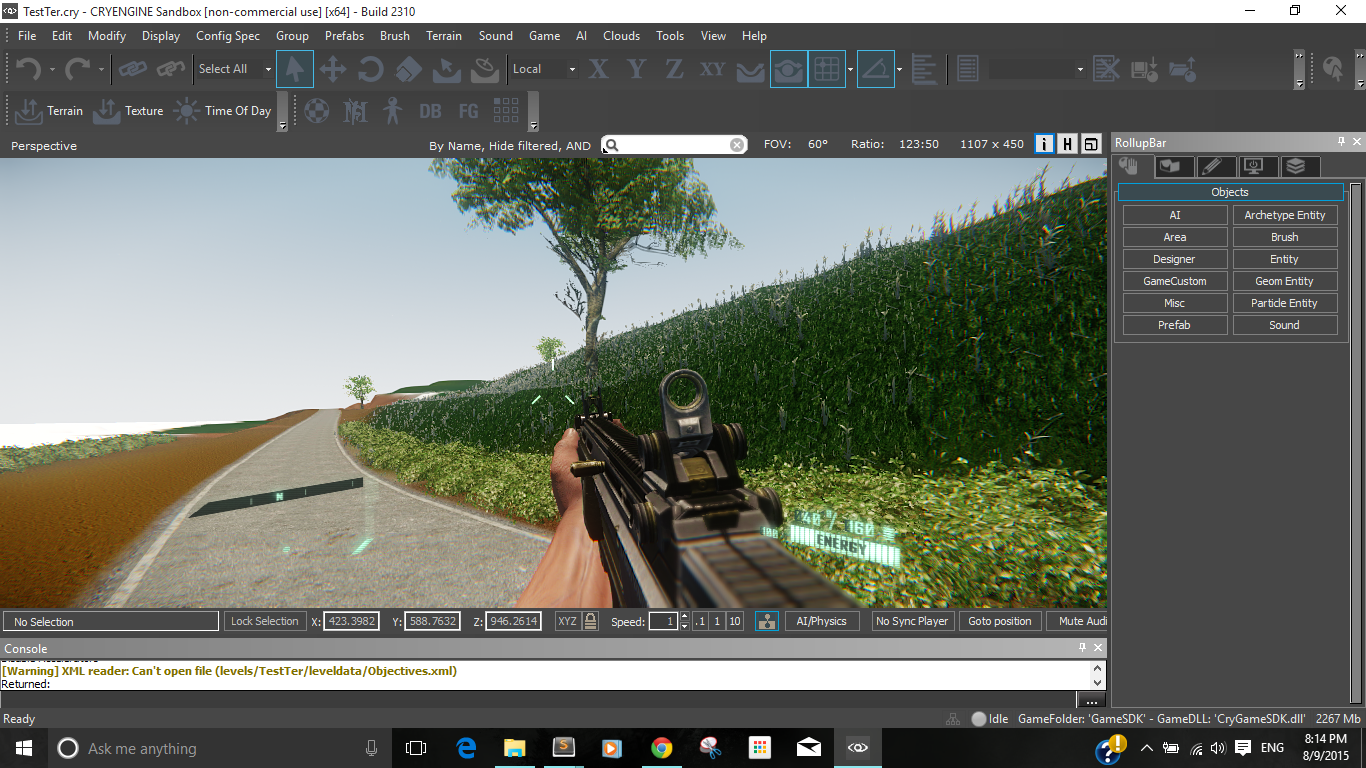 TestTer.cry - CRYENGINE Sandbox [non-commercial use] [x64] - Build 2310
File Edit Modify Display Config Spec Group Prefabs Brush Terrain Sound Game AI Clouds Tools View Help
Select All Local X Y Z XY
Terrain Texture Time Of Day DB FG
Perspective By Name, Hide filtered, AND FOV: 60° Ratio: 123:50 1107 x 450 i H
RollupBar
Objects
AI Archetype Entity
Area Brush
Designer Entity
GameCustom Geom Entity
Misc Particle Entity
Prefab Sound
N
40 / 160
100 ENERGY
No Selection Lock Selection X: 423.3982 Y: 588.7632 Z: 946.2614 XYZ Speed: 1 .1 1 10 AI/Physics No Sync Player Goto position Mute Audi
Console
[Warning] XML reader: Can't open file (levels/TestTer/leveldata/Objectives.xml)
Returned:
...
Ready Idle GameFolder: 'GameSDK' - GameDLL: 'CryGameSDK.dll' 2267 Mb
Ask me anything ENG 8:14 PM
8/9/2015